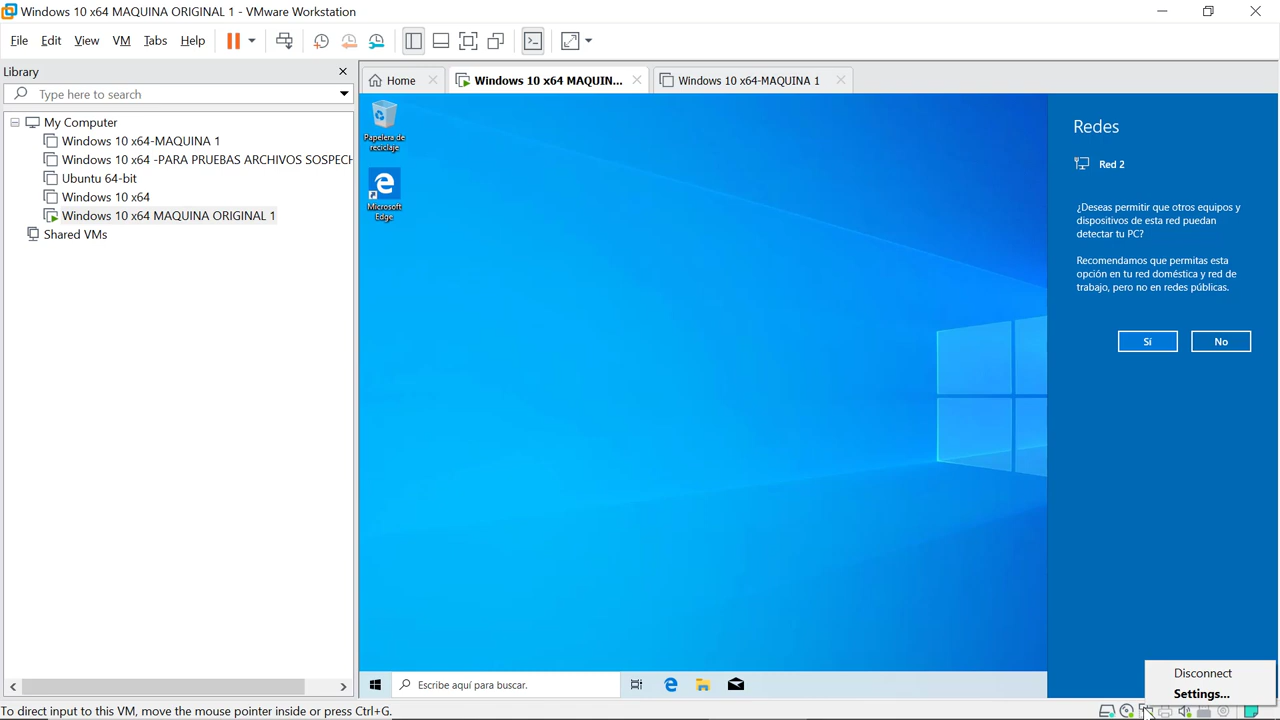 Windows 10 x64 MAQUINA ORIGINAL 1 - VMware Workstation
File Edit View VM Tabs Help
Library
Type here to search
My Computer
Windows 10 x64-MAQUINA 1
Windows 10 x64 -PARA PRUEBAS ARCHIVOS SOSPECH
Ubuntu 64-bit
Windows 10 x64
Windows 10 x64 MAQUINA ORIGINAL 1
Shared VMs
Home
Windows 10 x64 MAQUIN...
Windows 10 x64-MAQUINA 1
Papelera de
reciclaje
Microsoft
Edge
Redes
Red 2
¿Deseas permitir que otros equipos y
dispositivos de esta red puedan
detectar tu PC?
Recomendamos que permitas esta
opción en tu red doméstica y red de
trabajo, pero no en redes públicas.
Sí
No
Escribe aquí para buscar.
Disconnect
Settings...
To direct input to this VM, move the mouse pointer inside or press Ctrl+G.